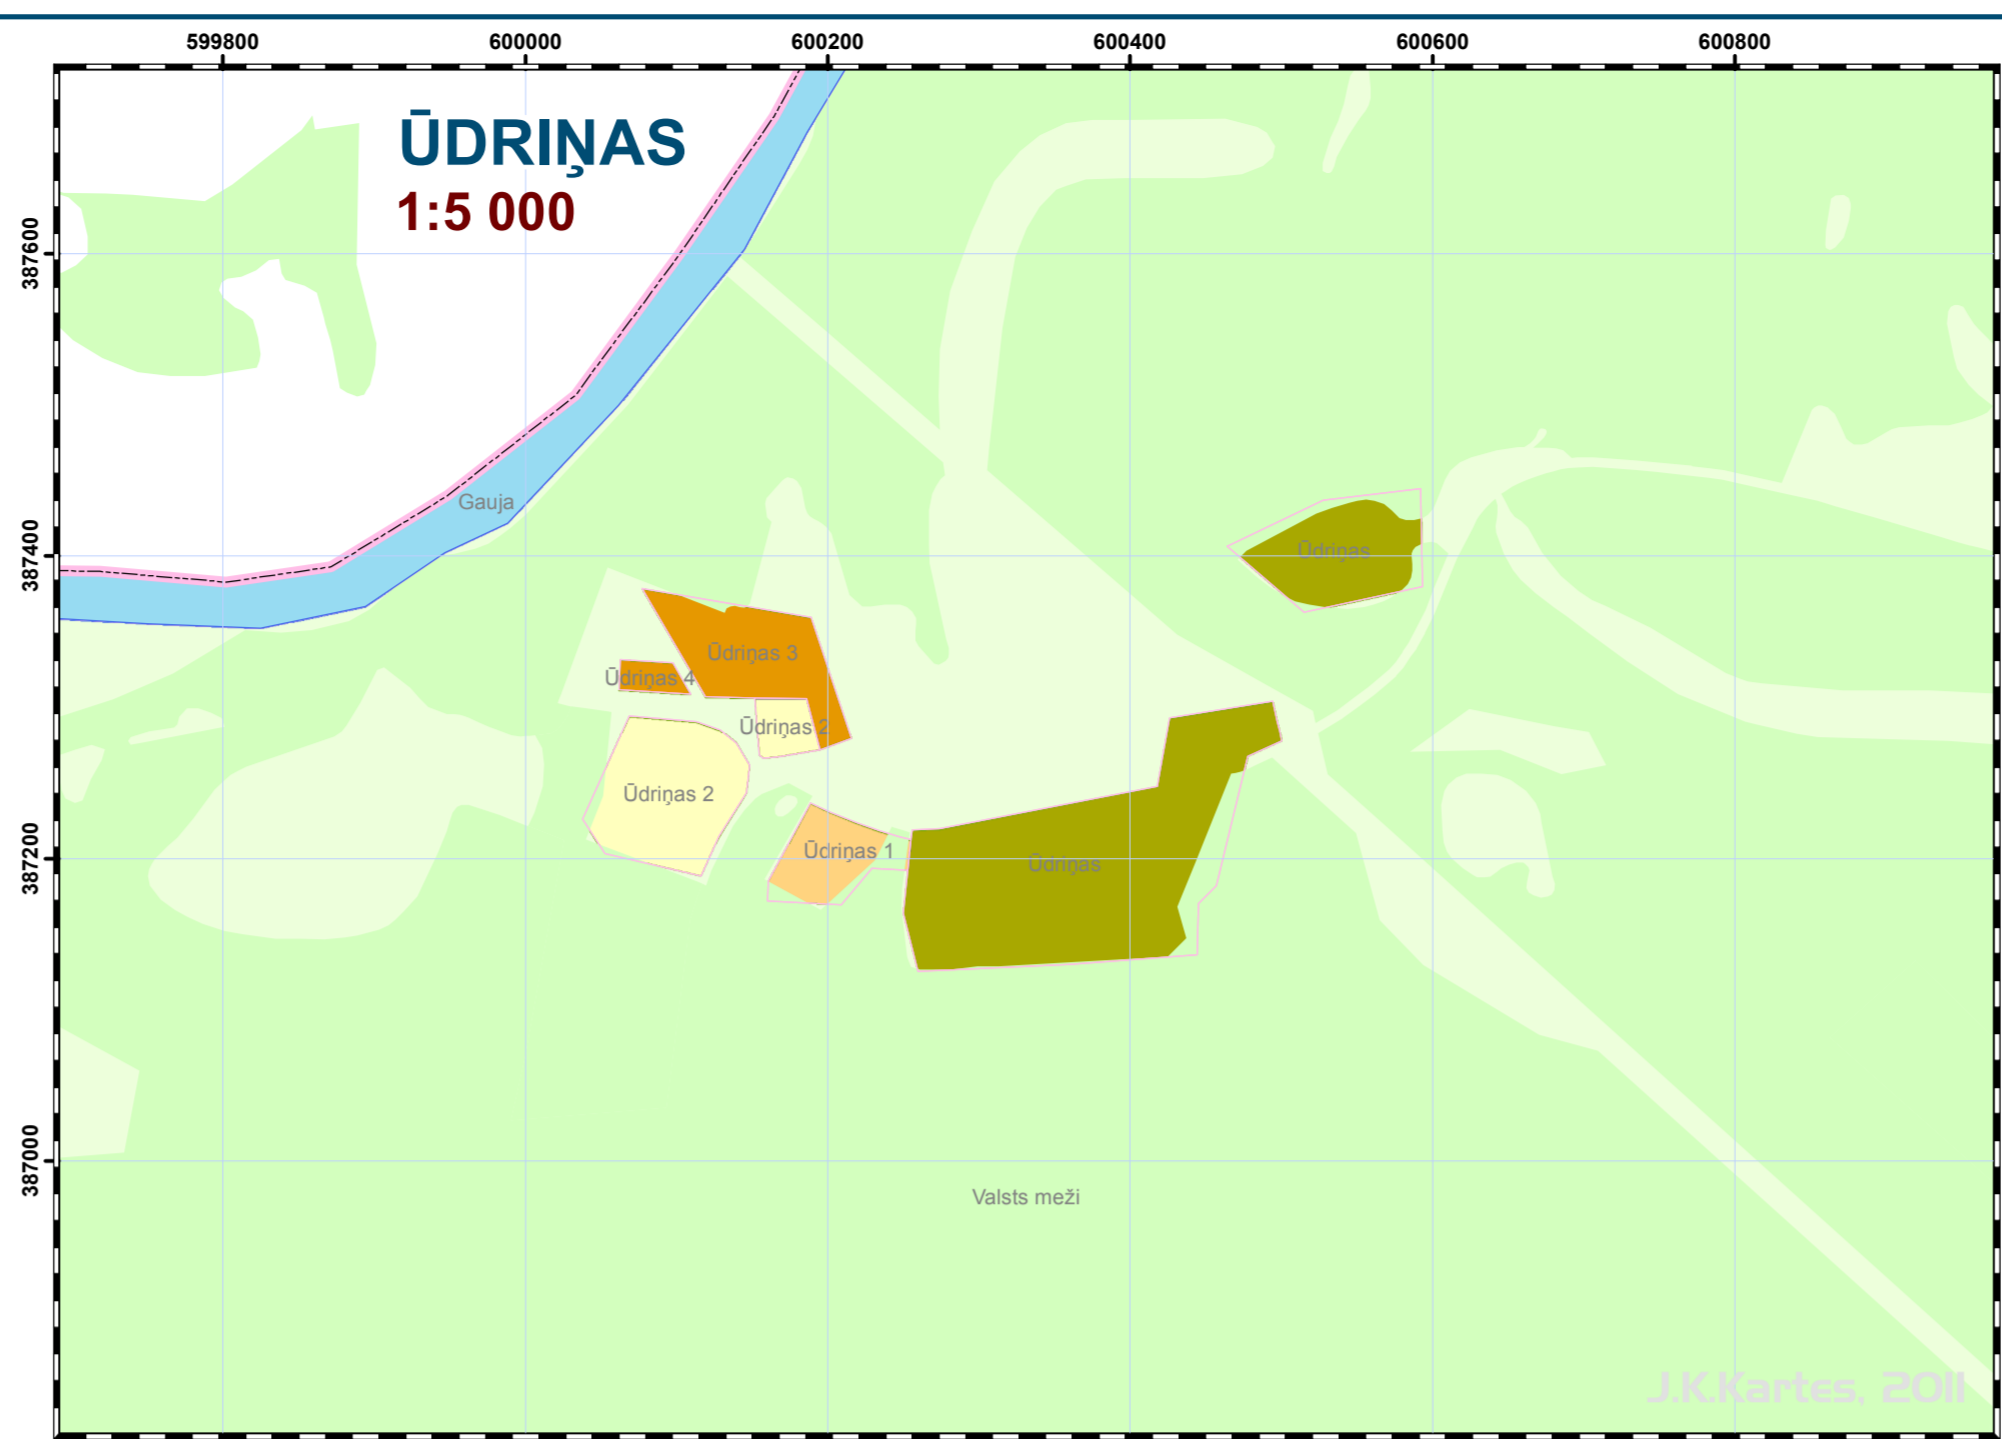 599800 600000 600200 600400 600600 600800
ŪDRIŅAS
1:5 000
387600
Gauja
387400
Ūdriņas
Ūdriņas 3
Ūdriņas 4
Ūdriņas 2
Ūdriņas 2
Ūdriņas 1
Ūdriņas
387200
387000
Valsts meži
J.K.Kartes, 2011